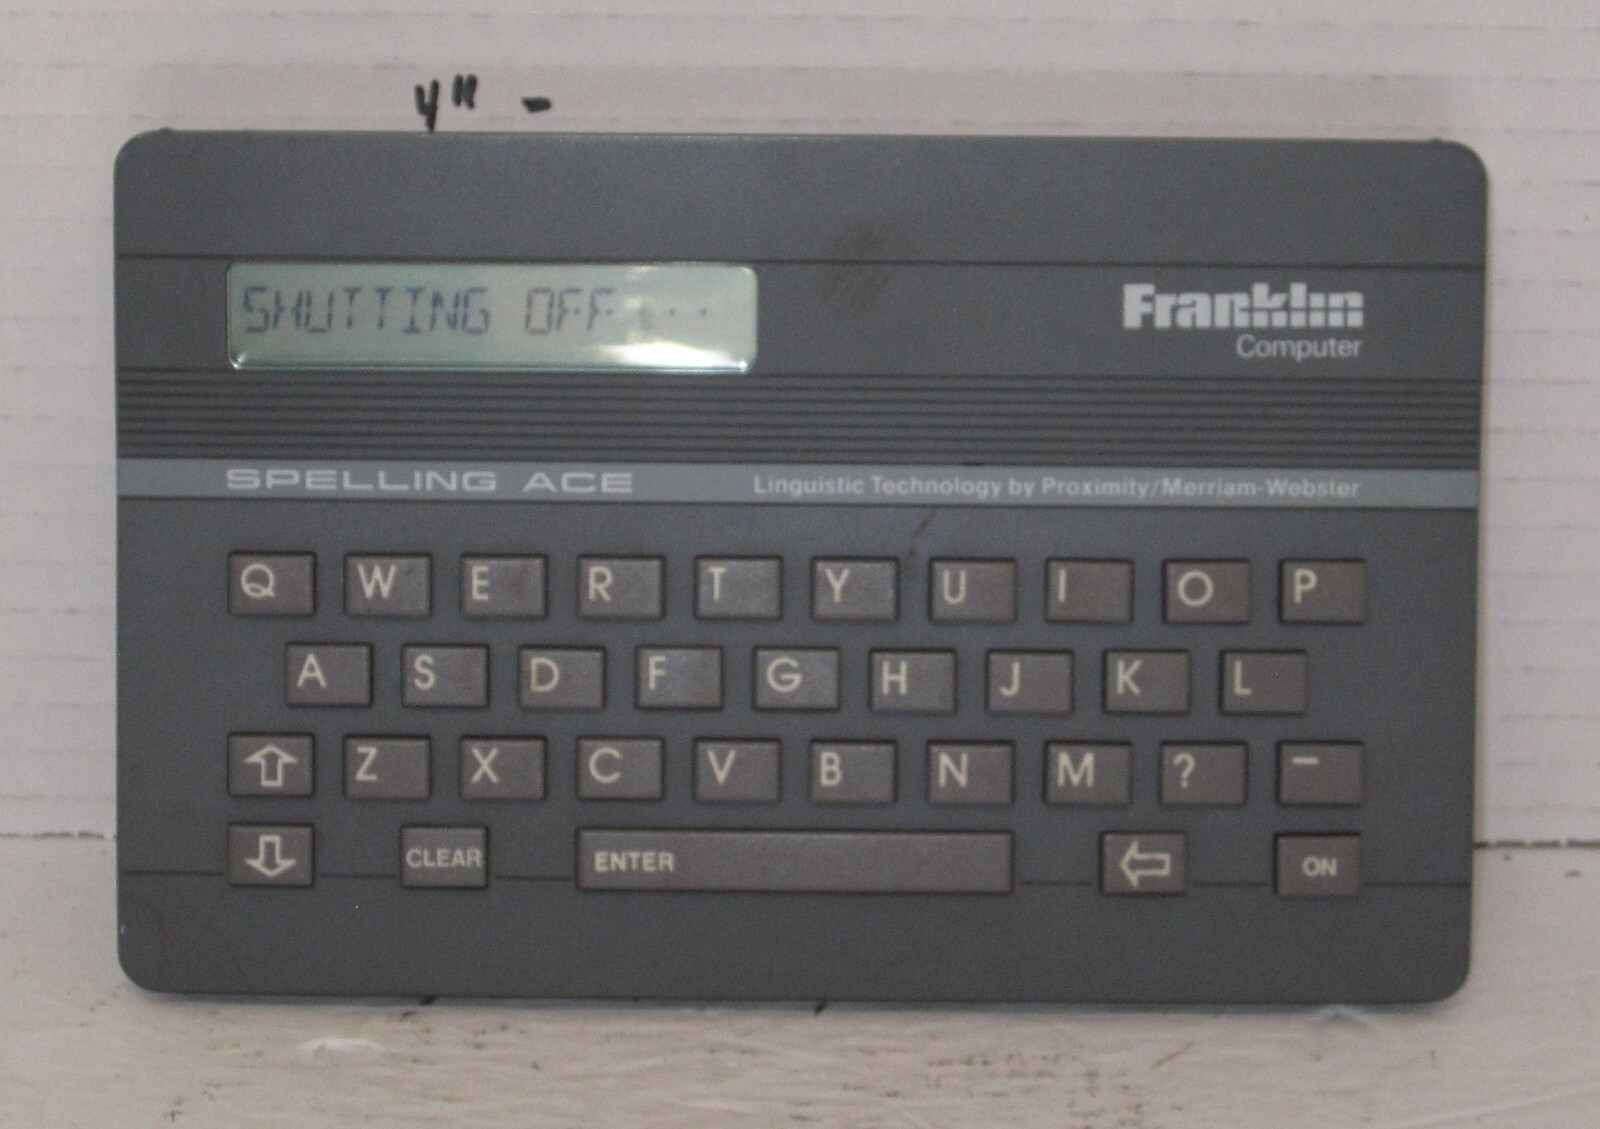 4" -
SHUTTING OFF ...
Franklin
Computer
SPELLING ACE
Linguistic Technology by Proximity/Merriam-Webster
Q W E R T Y U I O P
A S D F G H J K L
⇧ Z X C V B N M ? -
⇩ CLEAR ENTER ⇦ ON